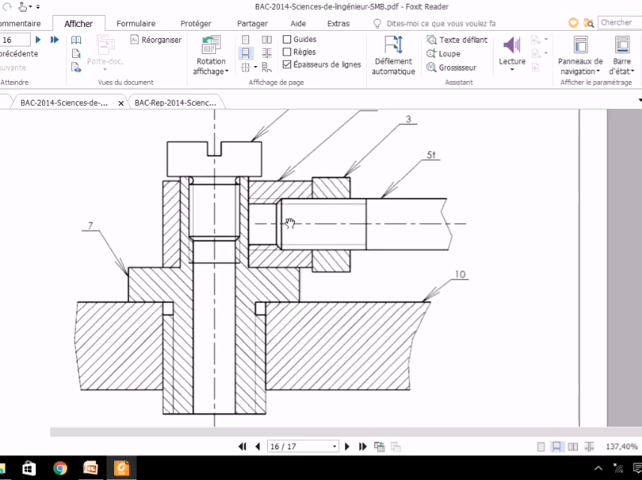 BAC-2014-Sciences-de-Ingénieur-SMB.pdf - Foxit Reader
ommentaire Afficher Formulaire Protéger Partager Aide Extras Dites-moi ce que vous voulez fa Chercher
16
récédente
uivante
Atteindre
Porte-doc.
Réorganiser
Vues du document
Rotation
affichage
Guides
Règles
Épaisseurs de lignes
Affichage de page
Défilement
automatique
Texte défilant
Loupe
Grossisseur
Assistant
Lecture
Panneaux de
navigation
Barre
d'état
Afficher le paramétrage
BAC-2014-Sciences-de-... x BAC-Rep-2014-Scienc...
3
5t
7
10
16 / 17
137,40%